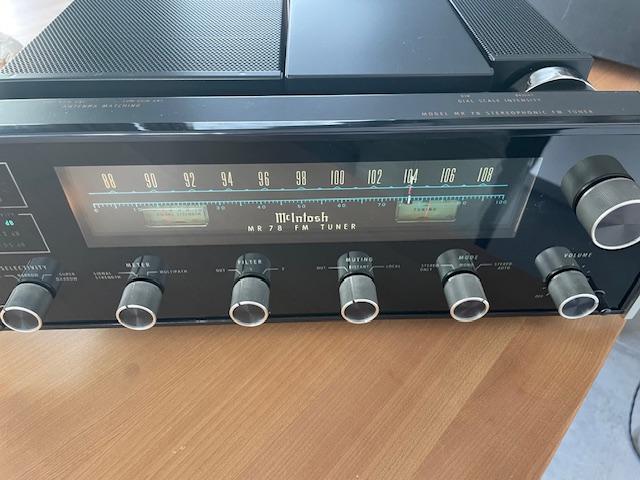 ANTENNA MATCHING
DIAL SCALE INTENSITY
MODEL MR 78 STEREOPHONIC FM TUNER
88 90 92 94 96 98 100 102 104 106 108
McIntosh
MR 78 FM TUNER
TUNING
SELECTIVITY
NARROW SUPER NARROW
METER
SIGNAL STRENGTH MULTIPATH
FILTER
OUT
MUTING
OUT DISTANT LOCAL
MODE
STEREO ONLY MONO STEREO AUTO
VOLUME
OFF